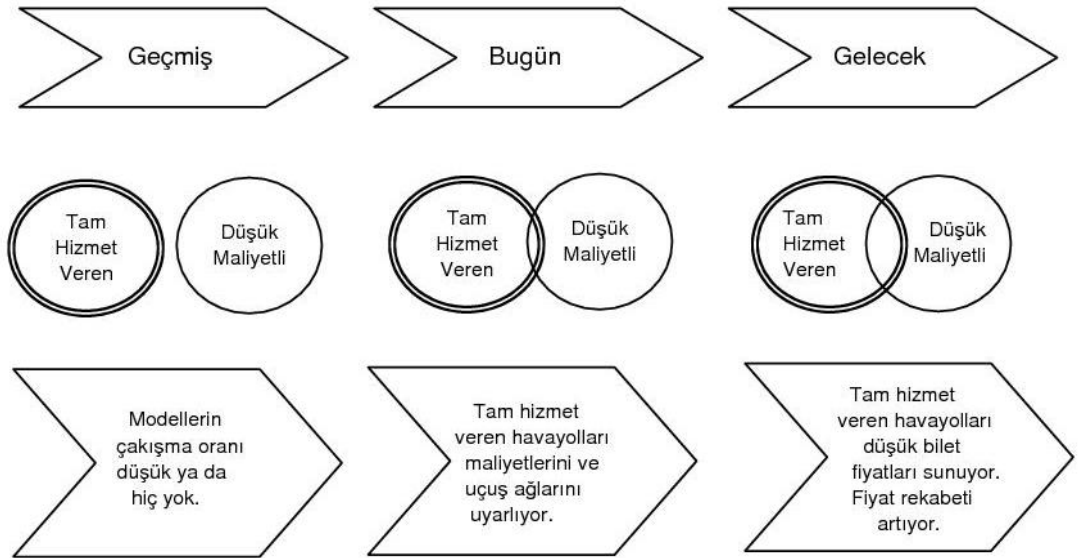 Geçmiş
Bugün
Gelecek
Tam
Hizmet
Veren
Düşük
Maliyetli
Tam
Hizmet
Veren
Düşük
Maliyetli
Tam
Hizmet
Veren
Düşük
Maliyetli
Modellerin
çakışma oranı
düşük ya da
hiç yok.
Tam hizmet
veren havayolları
maliyetlerini ve
uçuş ağlarını
uyarlıyor.
Tam hizmet
veren havayolları
düşük bilet
fiyatları sunuyor.
Fiyat rekabeti
artıyor.